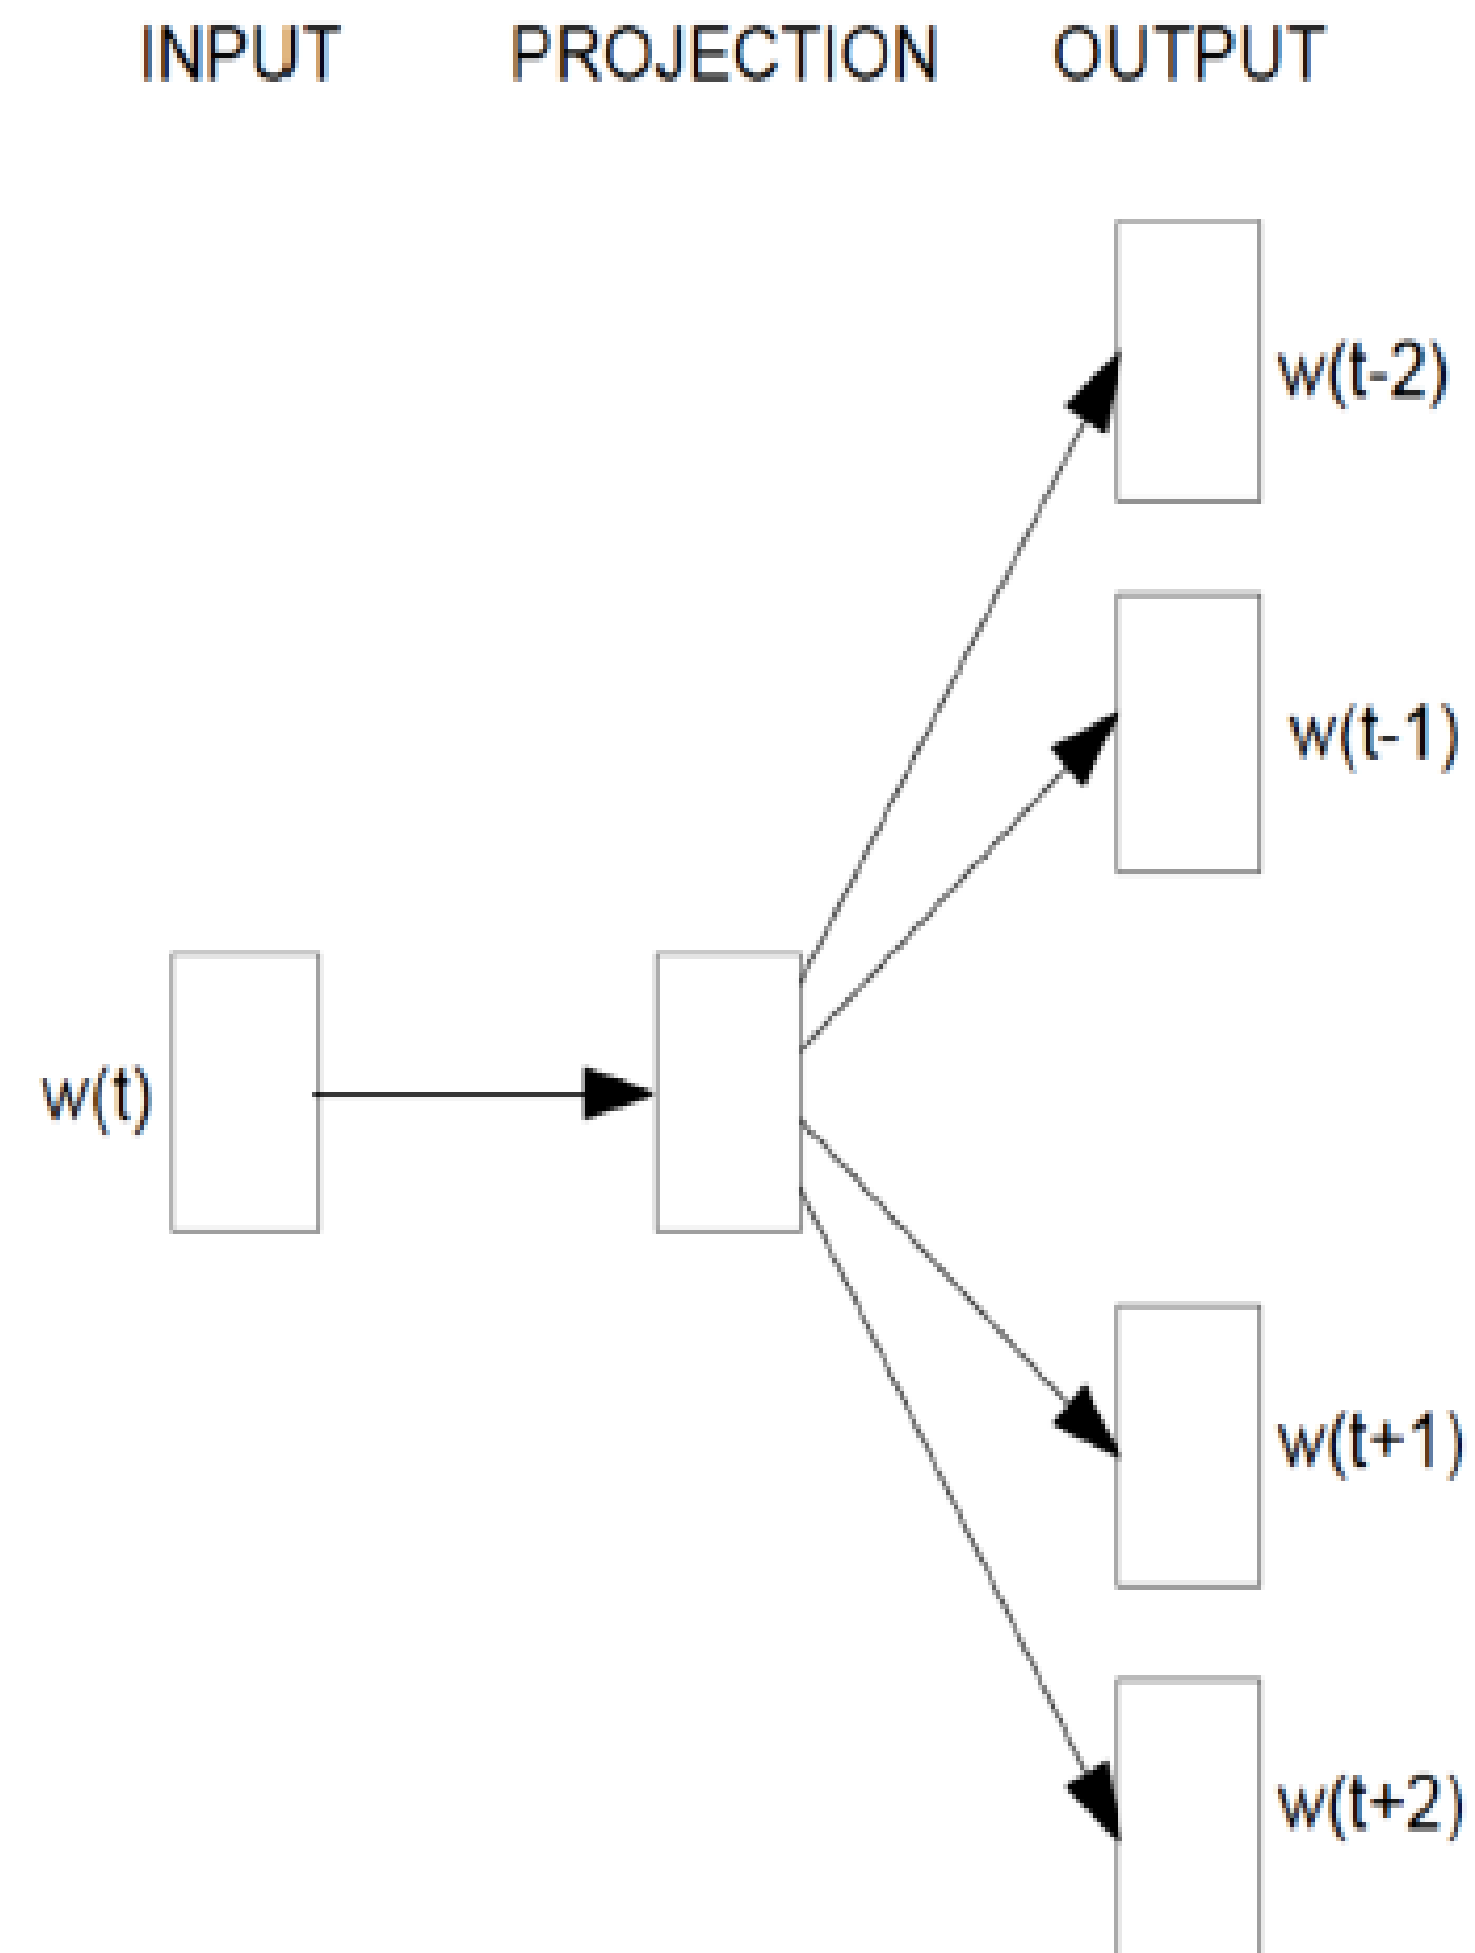 INPUT PROJECTION OUTPUT
w(t-2)
w(t-1)
w(t)
w(t+1)
w(t+2)